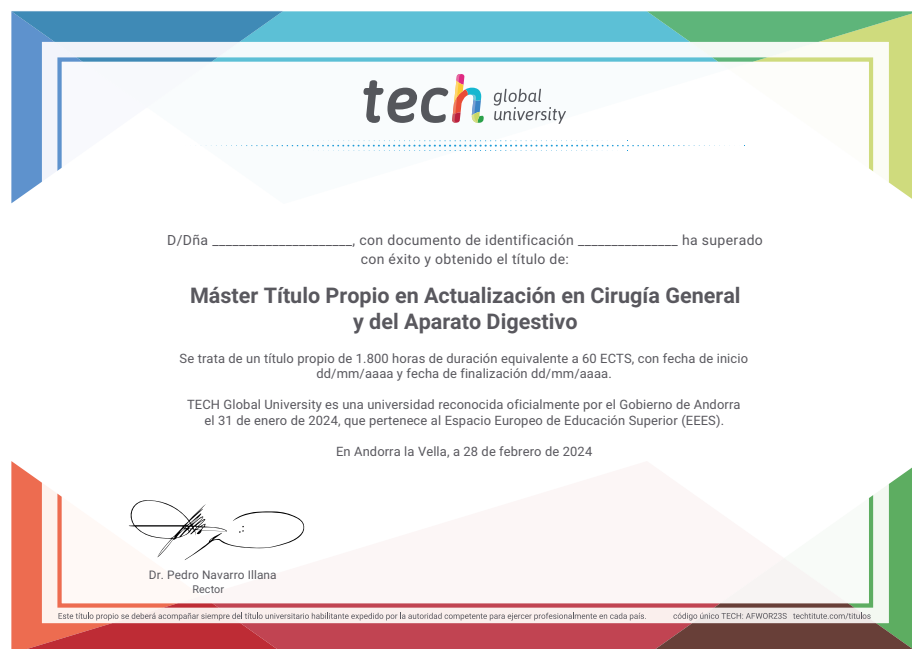 tech global
university
D/Dña _____________________, con documento de identificación _______________ ha superado
con éxito y obtenido el título de:
Máster Título Propio en Actualización en Cirugía General
y del Aparato Digestivo
Se trata de un título propio de 1.800 horas de duración equivalente a 60 ECTS, con fecha de inicio
dd/mm/aaaa y fecha de finalización dd/mm/aaaa.
TECH Global University es una universidad reconocida oficialmente por el Gobierno de Andorra
el 31 de enero de 2024, que pertenece al Espacio Europeo de Educación Superior (EEES).
En Andorra la Vella, a 28 de febrero de 2024
Dr. Pedro Navarro Illana
Rector
Este título propio se deberá acompañar siempre del título universitario habilitante expedido por la autoridad competente para ejercer profesionalmente en cada país. código único TECH: AFWOR23S techtitute.com/titulos